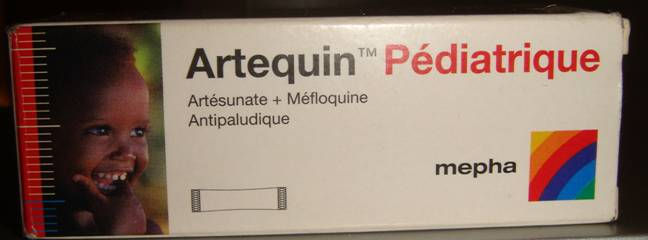 Artequin™ Pédiatrique
Artésunate + Méfloquine
Antipaludique
mepha